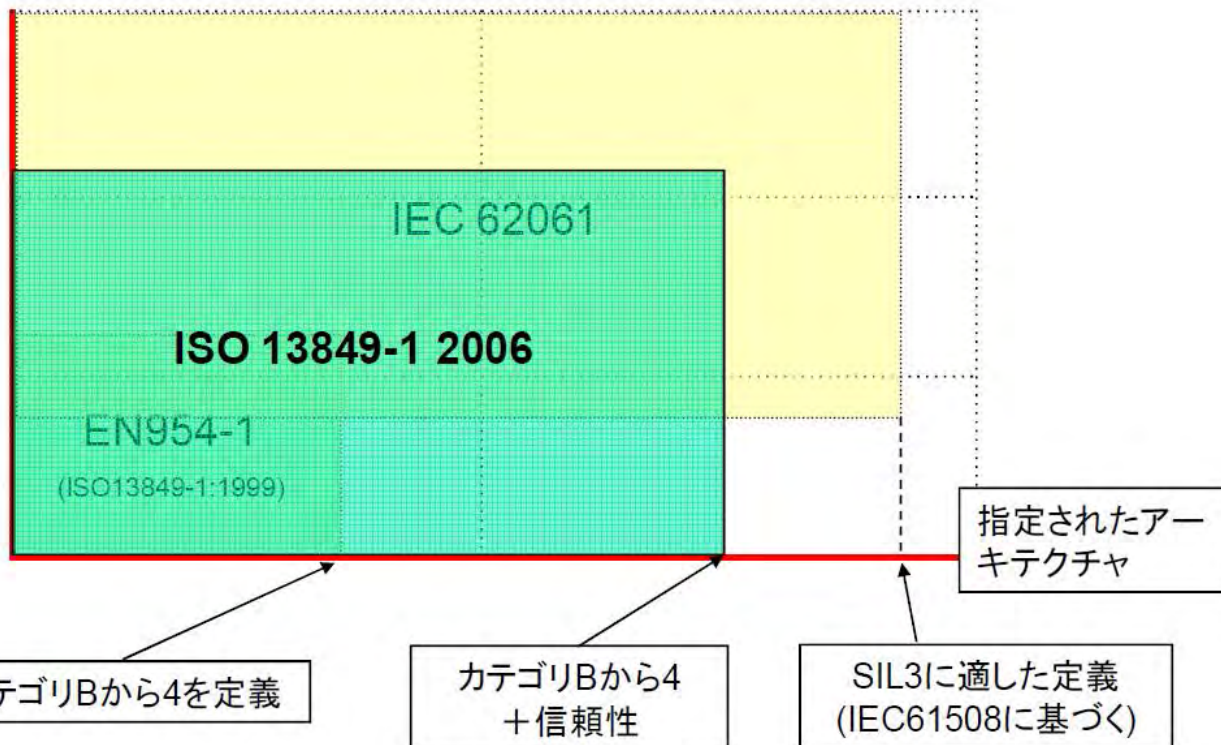 IEC 62061
ISO 13849-1 2006
EN954-1
(ISO13849-1:1999)
指定されたアー
キテクチャ
テゴリBから4を定義
カテゴリBから4
+信頼性
SIL3に適した定義
(IEC61508に基づく)